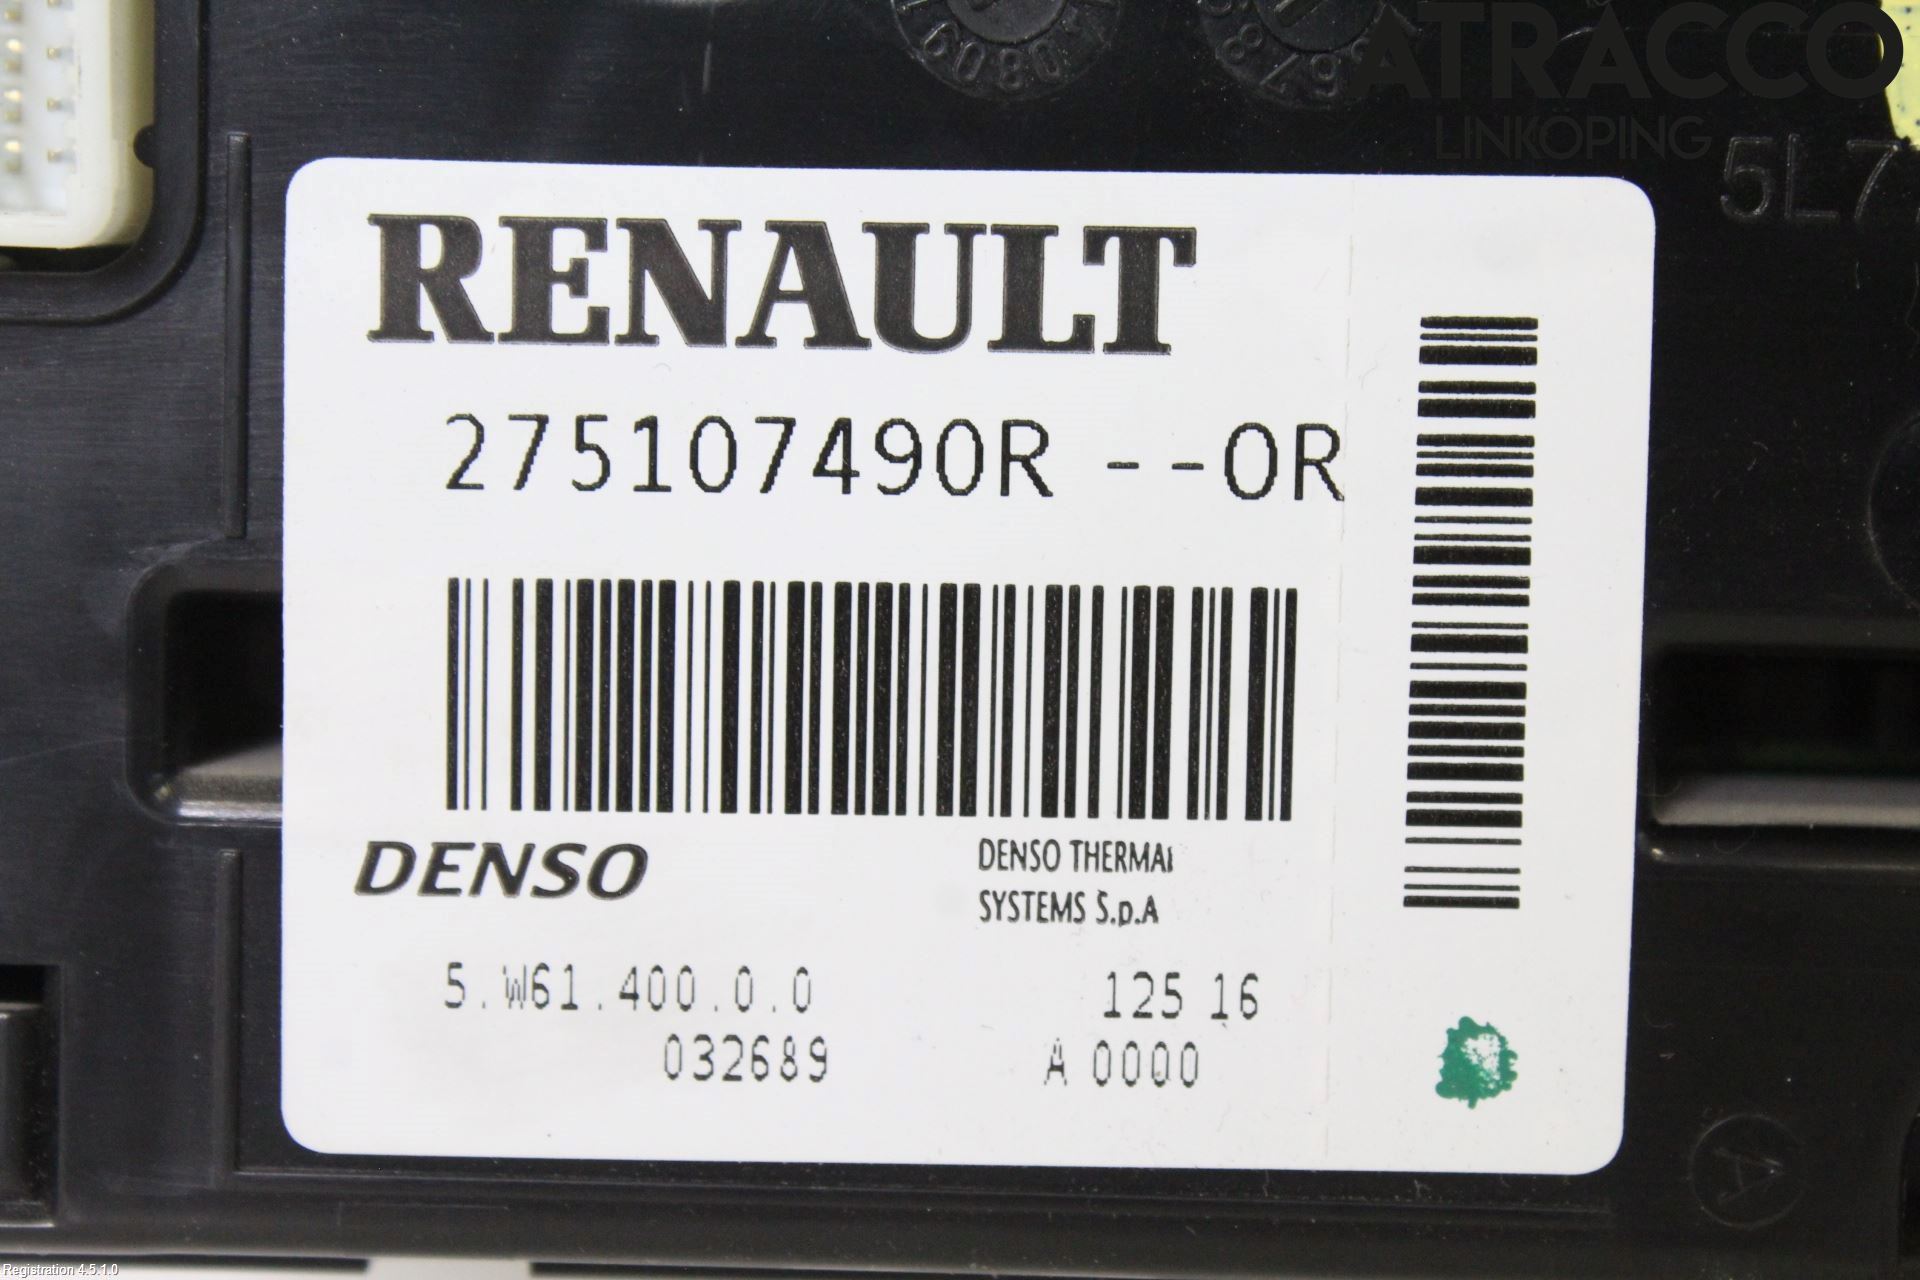 ATRACCO
LINKÖPING
5L7
RENAULT
275107490R --0R
DENSO
DENSO THERMAL
SYSTEMS S.p.A
5.W61.400.0.0
125 16
032689
A 0000
A
Registration 4.5.1.0